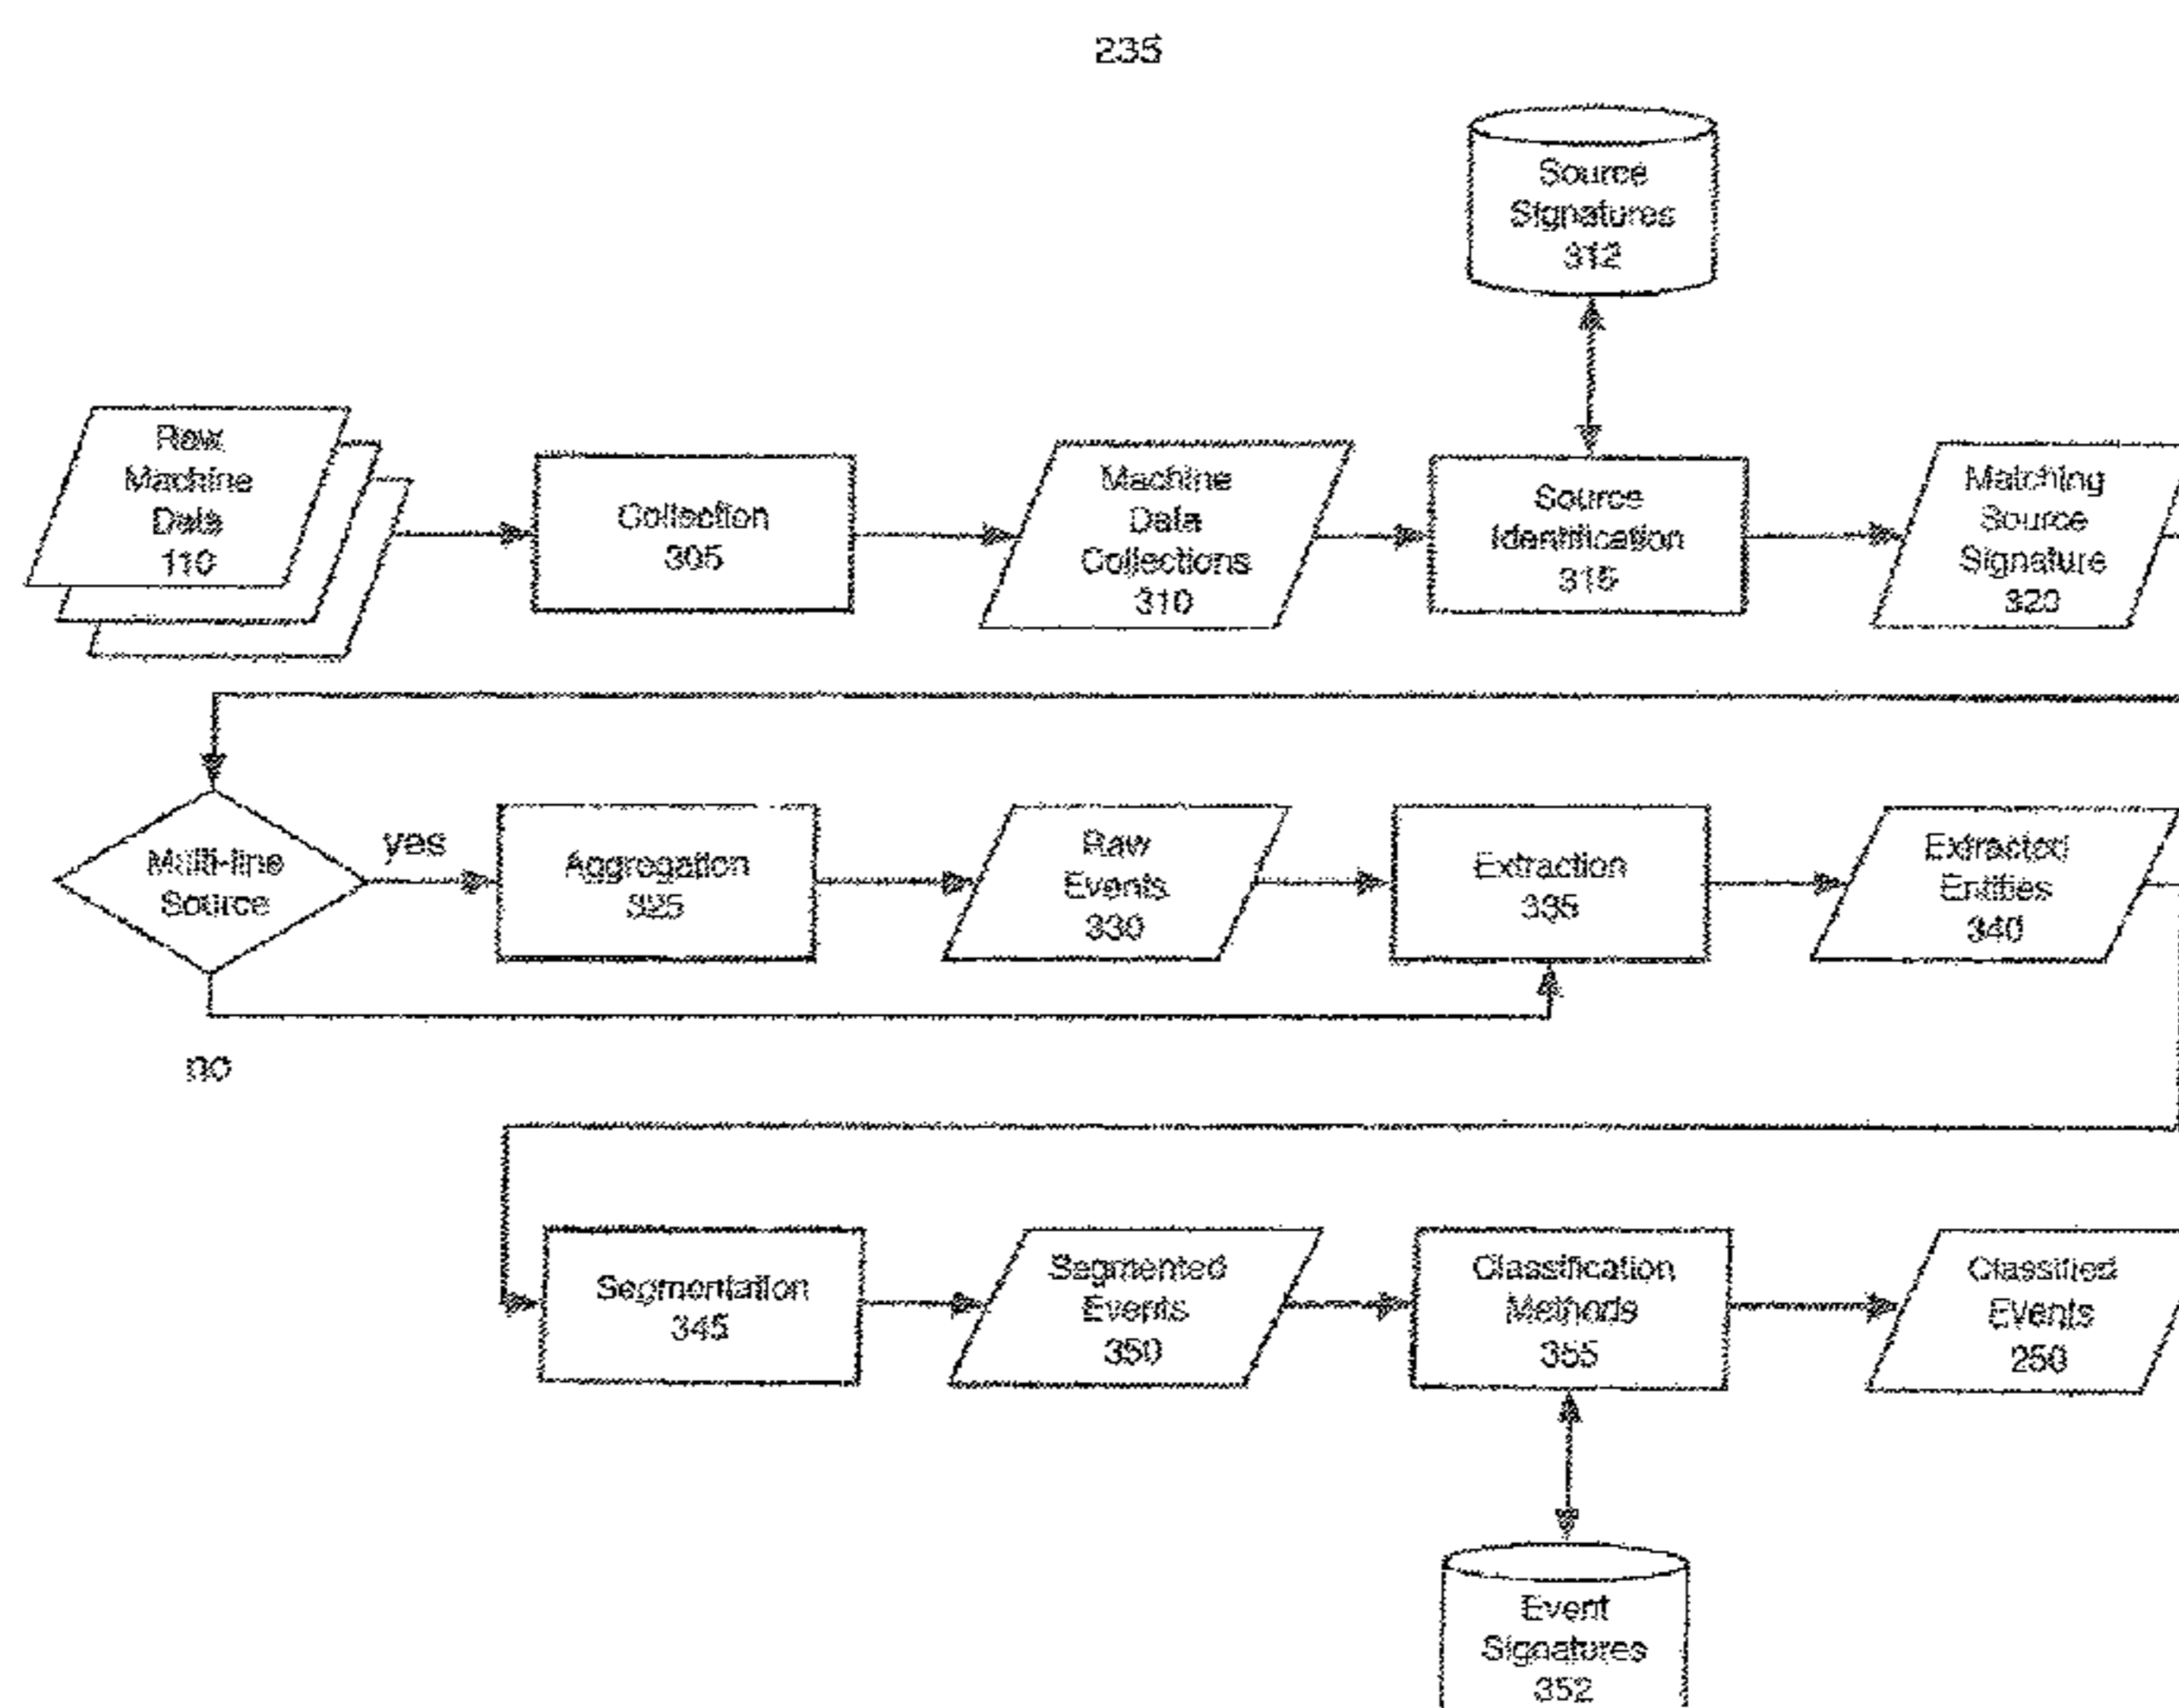 235
Source
Signatures
312
Raw
Machine
Data
110
Collection
305
Machine
Data
Collections
310
Source
Identification
315
Matching
Source
Signature
320
Multi-line
Source
yes
Aggregation
325
Raw
Events
330
Extraction
335
Extracted
Entities
340
no
Segmentation
345
Segmented
Events
350
Classification
Methods
355
Classified
Events
250
Event
Signatures
352